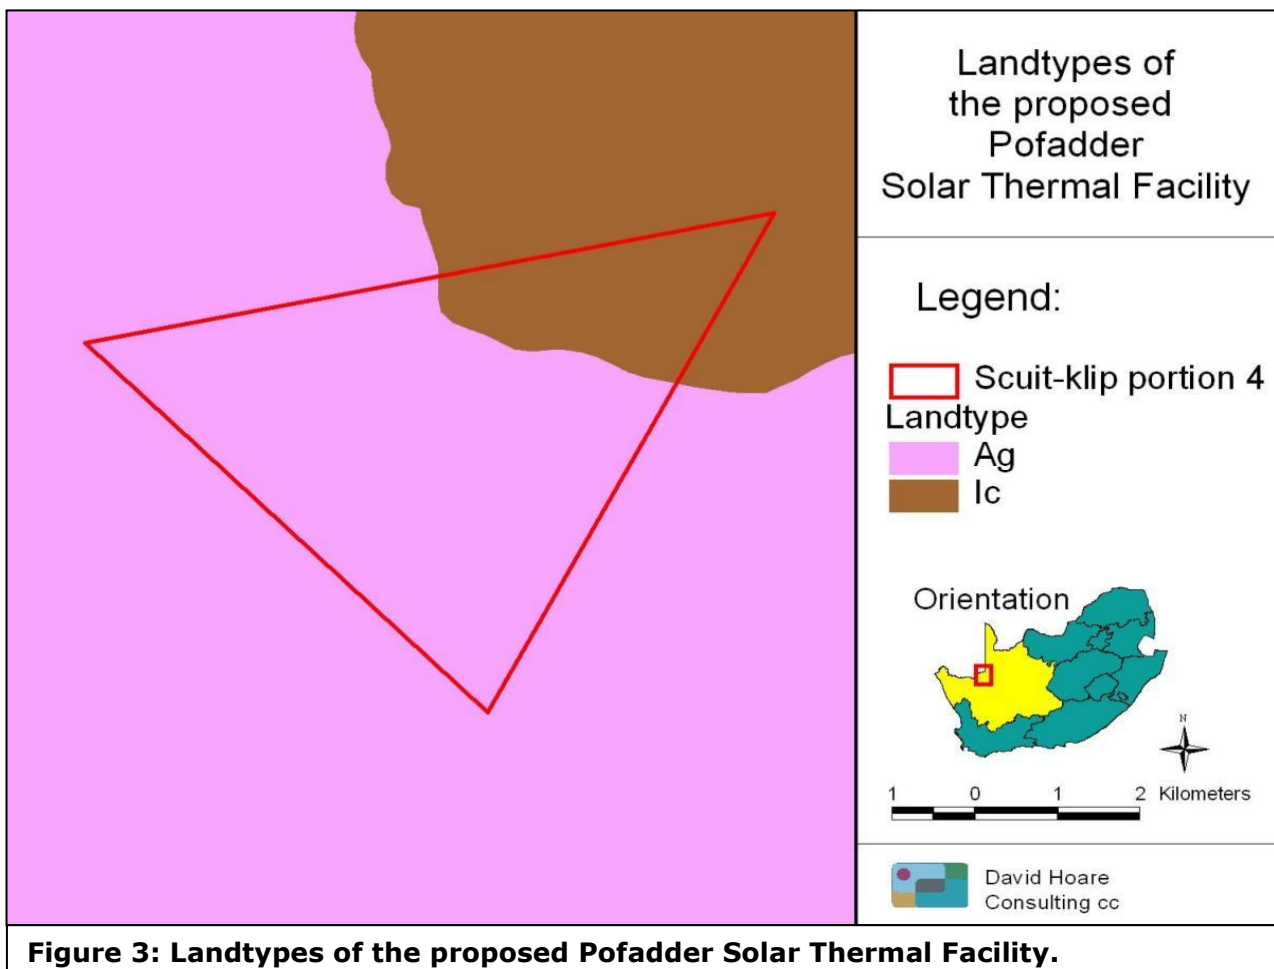 Landtypes of
the proposed
Pofadder
Solar Thermal Facility
Legend:
Scuit-klip portion 4
Landtype
Ag
Ic
Orientation
N
1 0 1 2 Kilometers
David Hoare
Consulting cc
Figure 3: Landtypes of the proposed Pofadder Solar Thermal Facility.